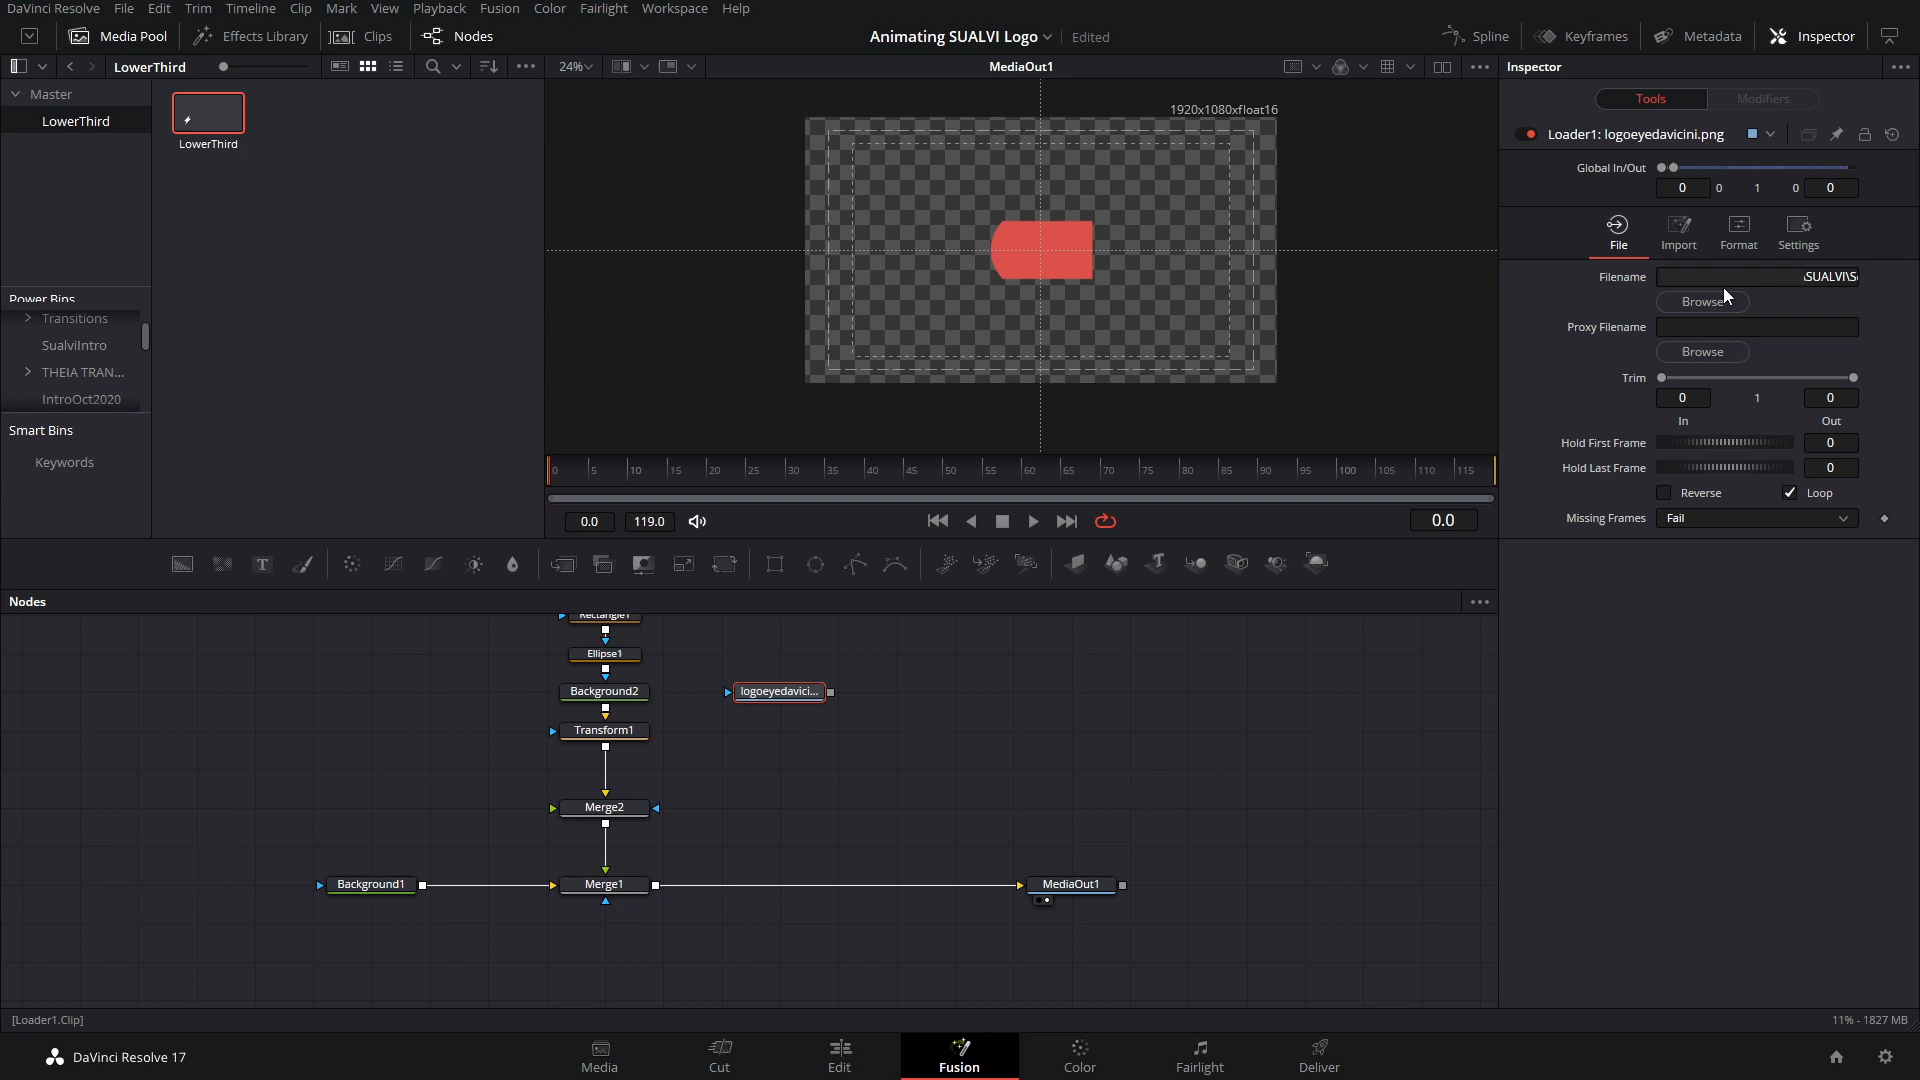 DaVinci Resolve File Edit Trim Timeline Clip Mark View Playback Fusion Color Fairlight Workspace Help
Media Pool Effects Library Clips Nodes Animating SUALVI Logo Edited Spline Keyframes Metadata Inspector
LowerThird 24% MediaOut1 Inspector
Master
LowerThird
LowerThird
Power Bins
Transitions
SualviIntro
THEIA TRAN...
IntroOct2020
Smart Bins
Keywords
1920x1080xfloat16
0 5 10 15 20 25 30 35 40 45 50 55 60 65 70 75 80 85 90 95 100 105 110 115
0.0 119.0 0.0
Tools Modifiers
Loader1: logoeyedavicini.png
Global In/Out
0 0 1 0 0
File Import Format Settings
Filename \SUALVI\S
Browse
Proxy Filename
Browse
Trim
0 1 0
In Out
Hold First Frame 0
Hold Last Frame 0
Reverse Loop
Missing Frames Fail
Nodes
Rectangle1
Ellipse1
Background2 logoeyedavici...
Transform1
Merge2
Background1 Merge1 MediaOut1
[Loader1.Clip] 11% - 1827 MB
DaVinci Resolve 17 Media Cut Edit Fusion Color Fairlight Deliver